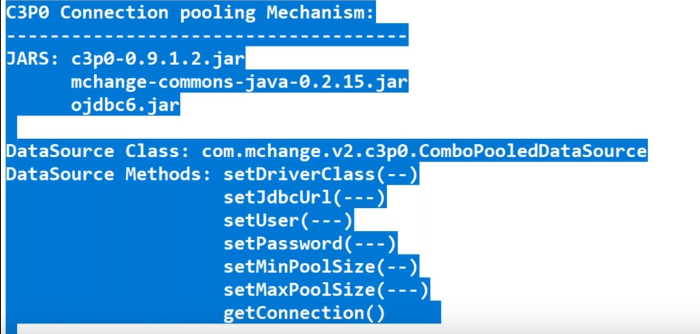 C3P0 Connection pooling Mechanism:
-------------------------------------
JARS: c3p0-0.9.1.2.jar
mchange-commons-java-0.2.15.jar
ojdbc6.jar
DataSource Class: com.mchange.v2.c3p0.ComboPooledDataSource
DataSource Methods: setDriverClass(--)
setJdbcUrl(---)
setUser(---)
setPassword(---)
setMinPoolSize(--)
setMaxPoolSize(---)
getConnection()